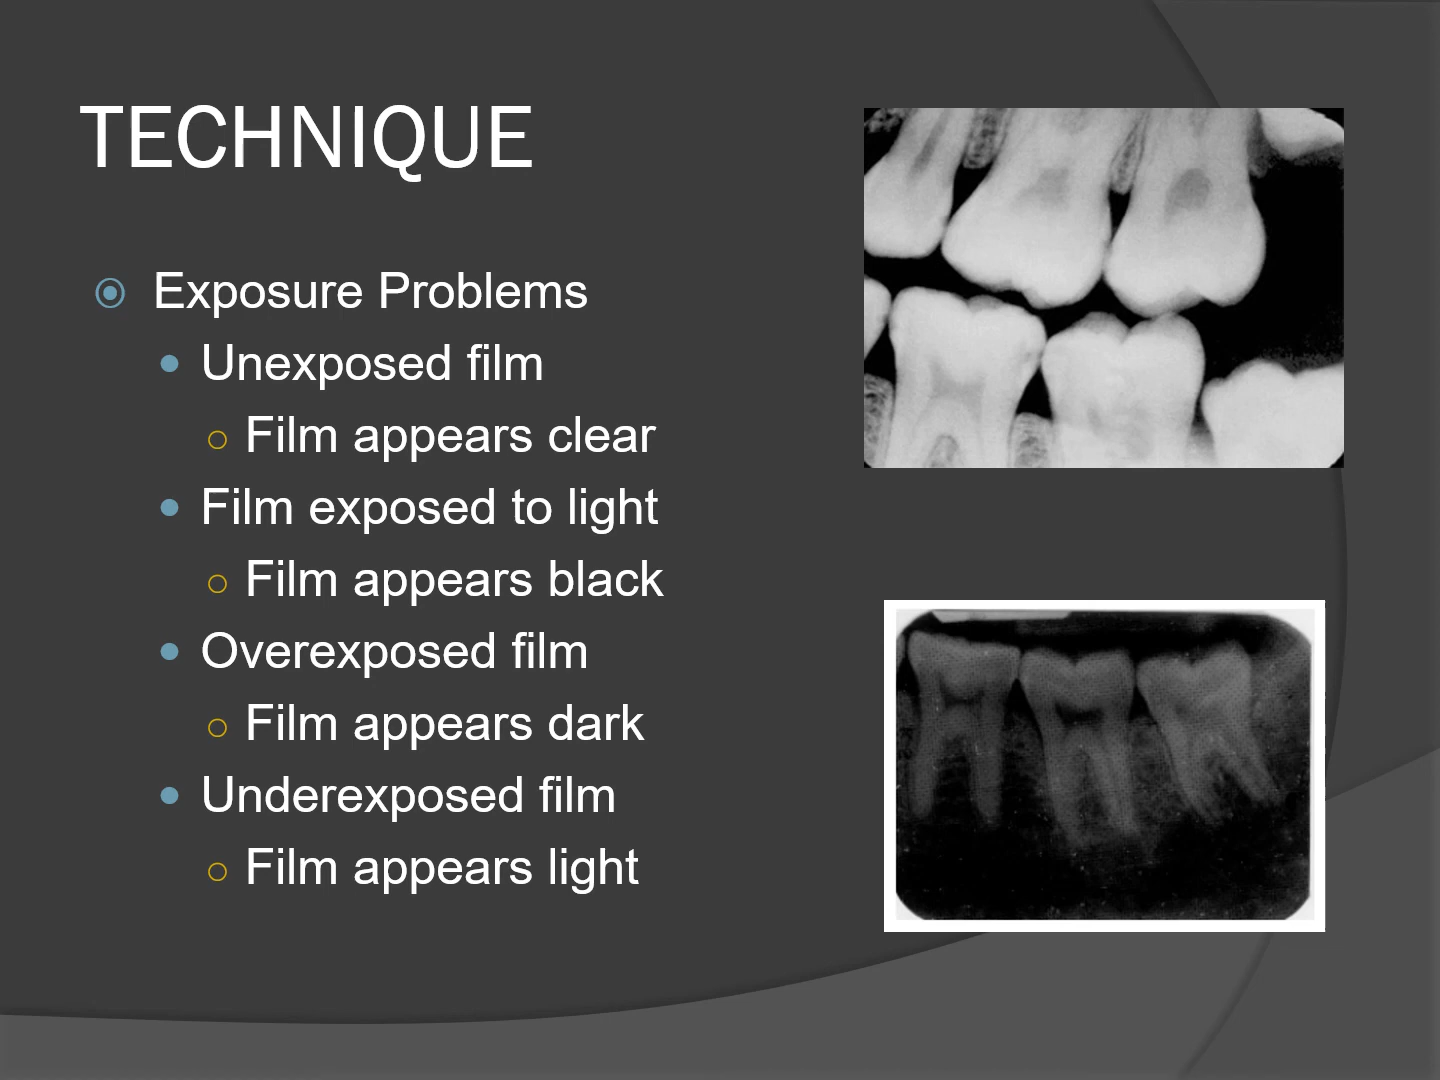 TECHNIQUE
Exposure Problems
Unexposed film
Film appears clear
Film exposed to light
Film appears black
Overexposed film
Film appears dark
Underexposed film
Film appears light